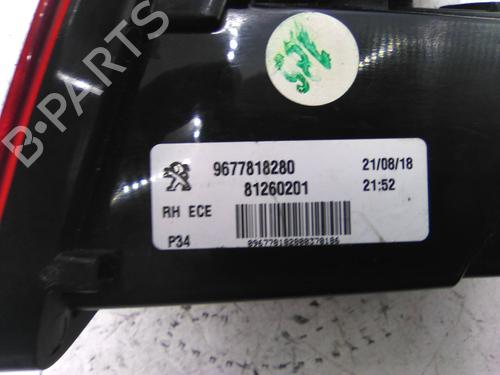 9677818280 21/08/18
81260201 21:52
RH ECE
P34
B-PARTS